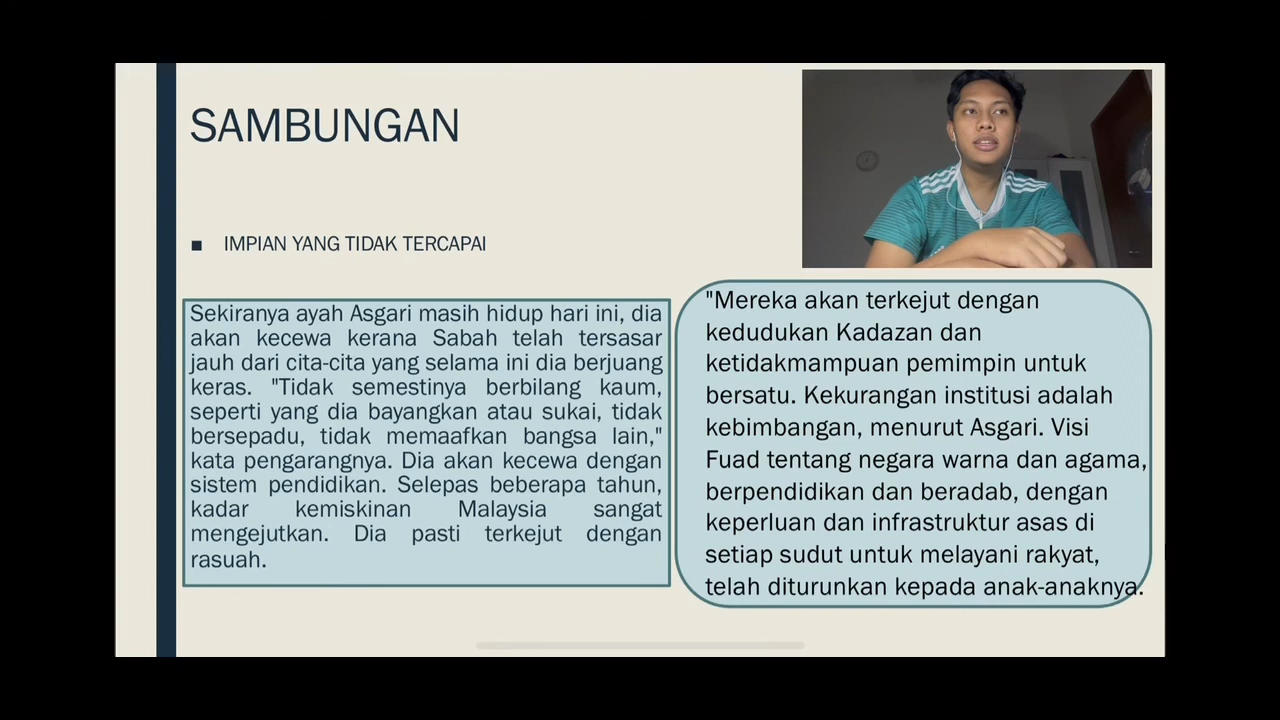 SAMBUNGAN
▪ IMPIAN YANG TIDAK TERCAPAI
Sekiranya ayah Asgari masih hidup hari ini, dia
akan kecewa kerana Sabah telah tersasar
jauh dari cita-cita yang selama ini dia berjuang
keras. "Tidak semestinya berbilang kaum,
seperti yang dia bayangkan atau sukai, tidak
bersepadu, tidak memaafkan bangsa lain,"
kata pengarangnya. Dia akan kecewa dengan
sistem pendidikan. Selepas beberapa tahun,
kadar kemiskinan Malaysia sangat
mengejutkan. Dia pasti terkejut dengan
rasuah.
"Mereka akan terkejut dengan
kedudukan Kadazan dan
ketidakmampuan pemimpin untuk
bersatu. Kekurangan institusi adalah
kebimbangan, menurut Asgari. Visi
Fuad tentang negara warna dan agama,
berpendidikan dan beradab, dengan
keperluan dan infrastruktur asas di
setiap sudut untuk melayani rakyat,
telah diturunkan kepada anak-anaknya.